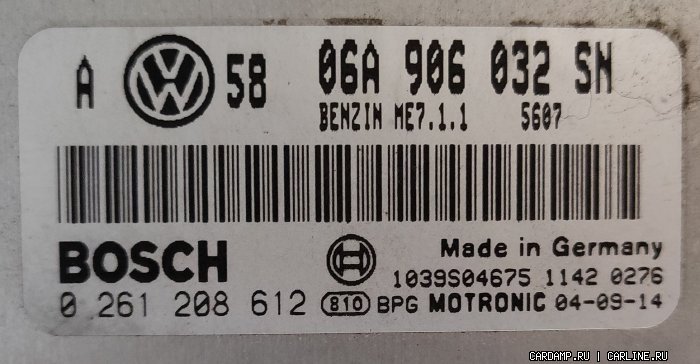 A VW 58 06A 906 032 SN
BENZIN ME7.1.1 5607
BOSCH Made in Germany
1039S04675 1142 0276
0 261 208 612 810 BPG MOTRONIC 04-09-14
CARDAMP.RU | CARLINE.RU